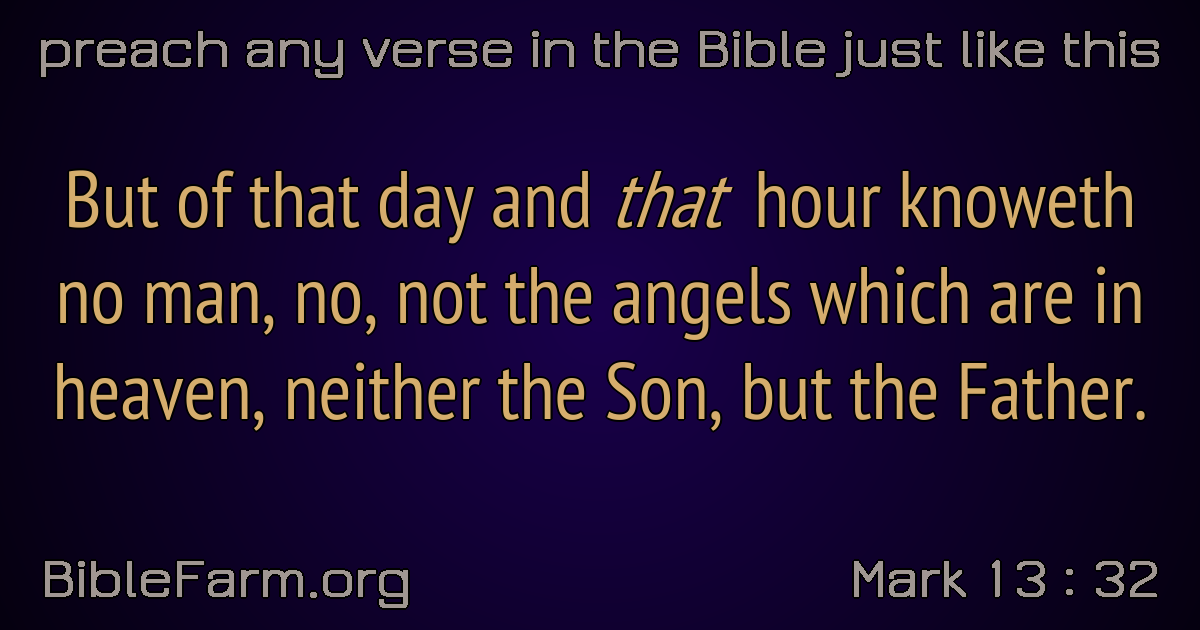 preach any verse in the Bible just like this
But of that day and that hour knoweth
no man, no, not the angels which are in
heaven, neither the Son, but the Father.
BibleFarm.org
Mark 13 : 32